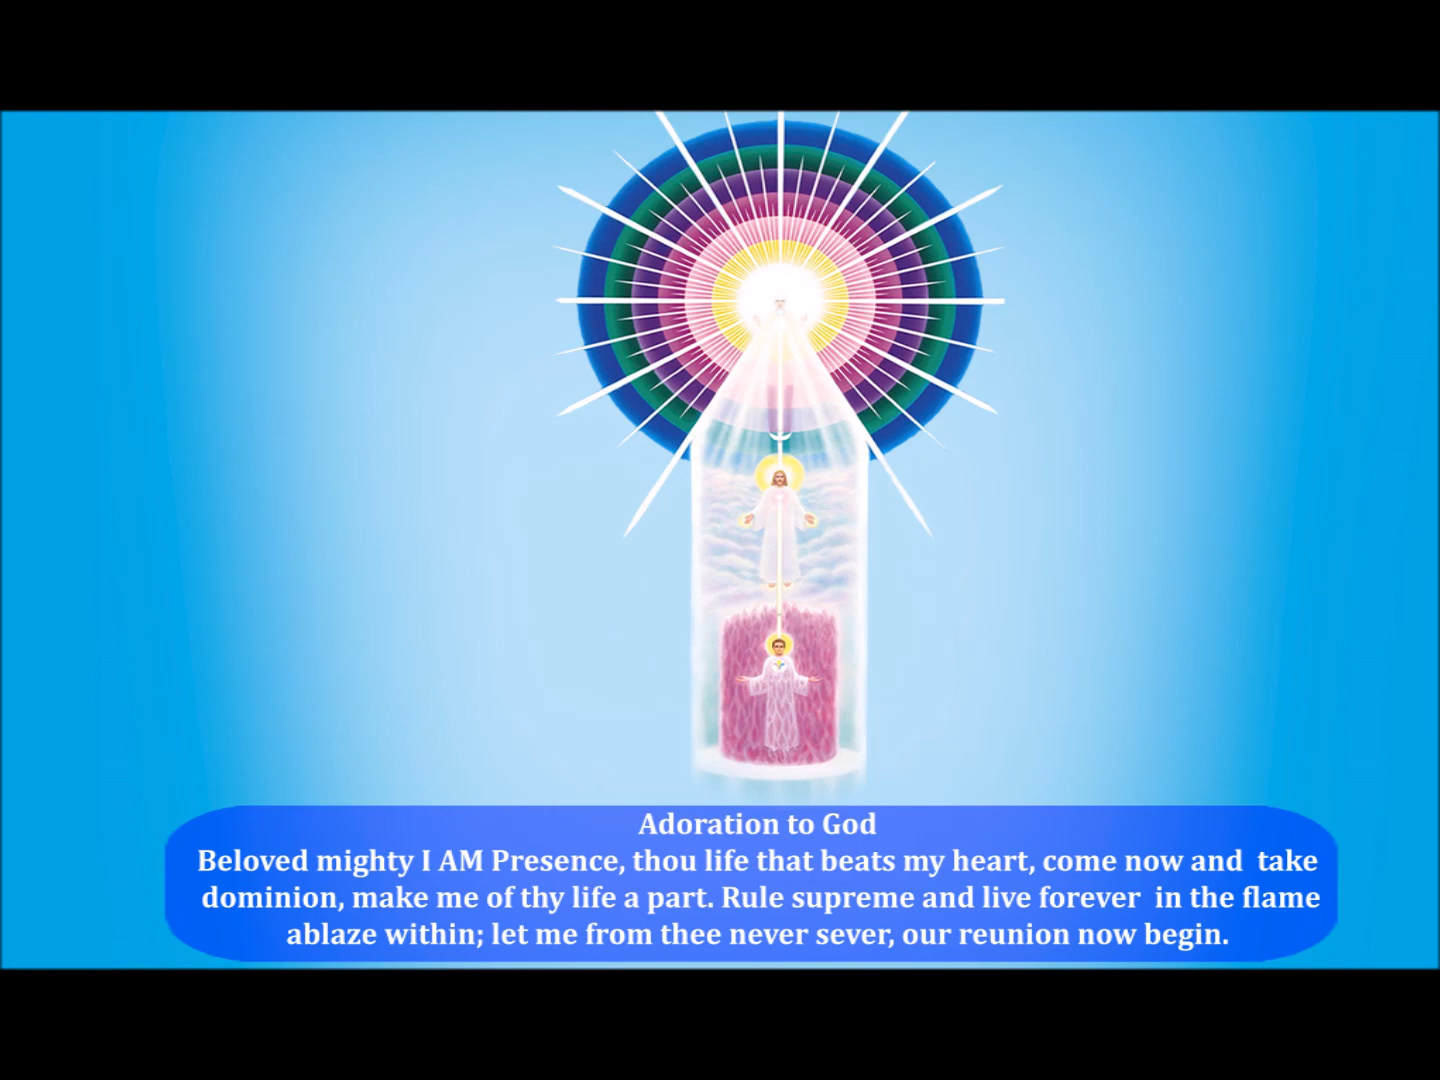 Adoration to God
Beloved mighty I AM Presence, thou life that beats my heart, come now and  take
dominion, make me of thy life a part. Rule supreme and live forever  in the flame
ablaze within; let me from thee never sever, our reunion now begin.